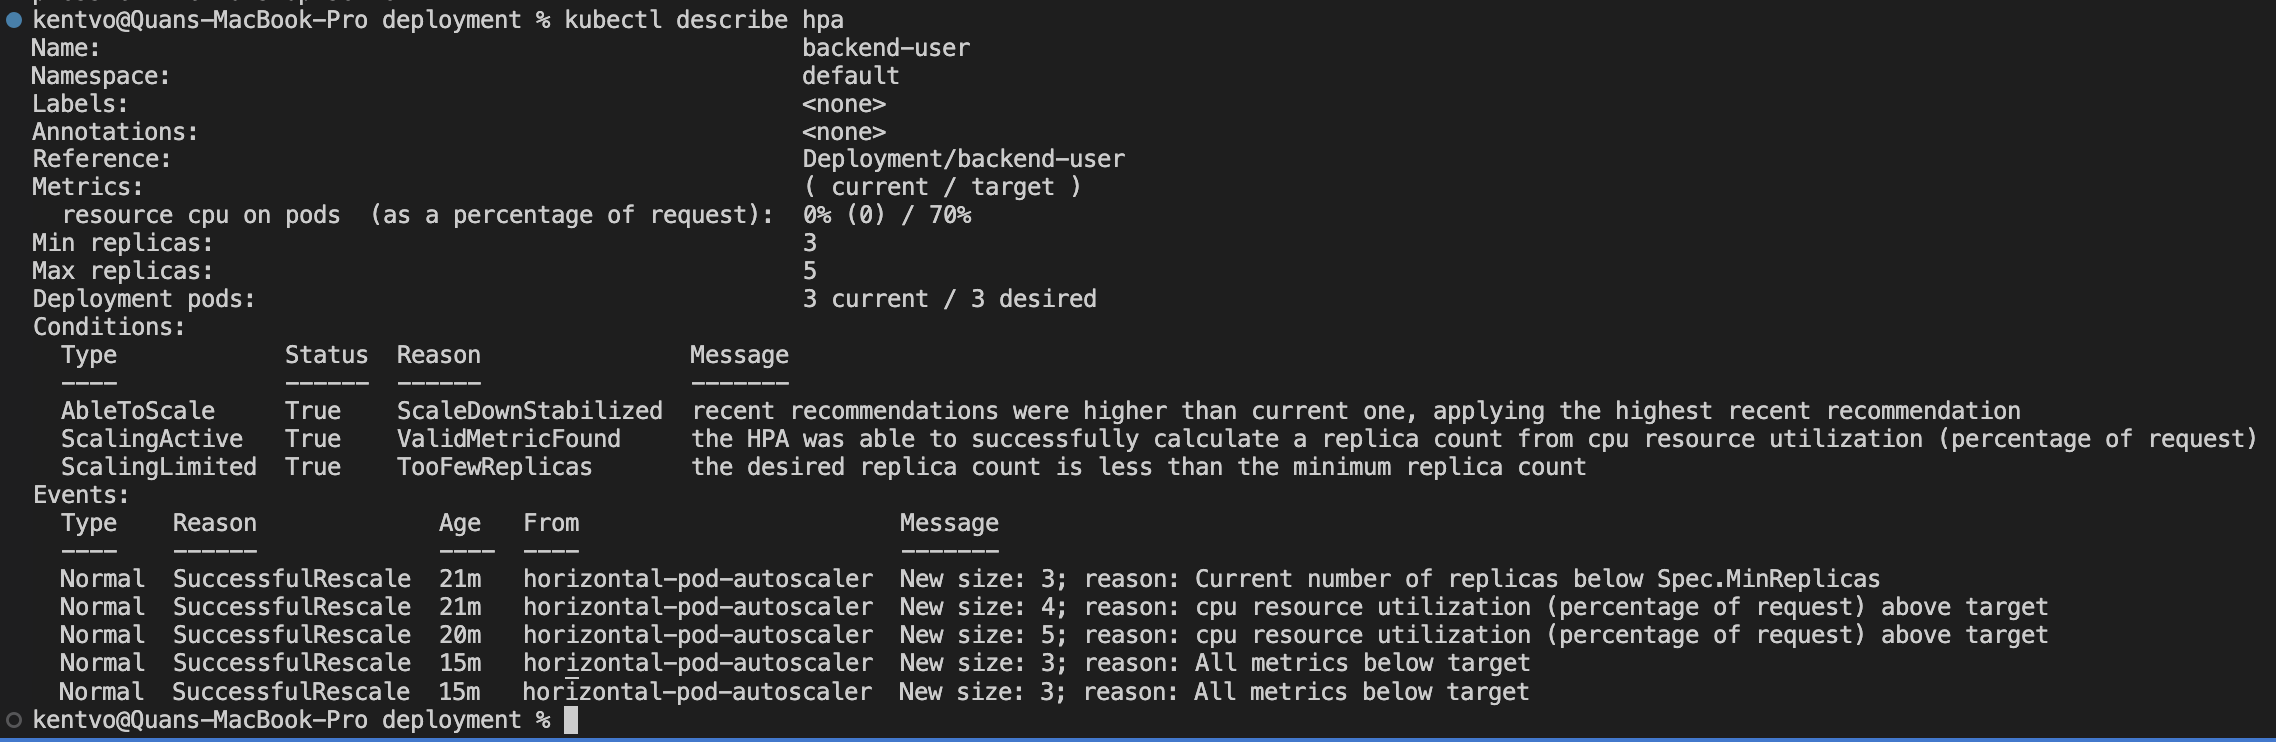 kentvo@Quans-MacBook-Pro deployment % kubectl describe hpa
Name: backend-user
Namespace: default
Labels: <none>
Annotations: <none>
Reference: Deployment/backend-user
Metrics: ( current / target )
  resource cpu on pods  (as a percentage of request):  0% (0) / 70%
Min replicas: 3
Max replicas: 5
Deployment pods: 3 current / 3 desired
Conditions:
  Type            Status  Reason               Message
  ----            ------  ------               -------
  AbleToScale     True    ScaleDownStabilized  recent recommendations were higher than current one, applying the highest recent recommendation
  ScalingActive   True    ValidMetricFound     the HPA was able to successfully calculate a replica count from cpu resource utilization (percentage of request)
  ScalingLimited  True    TooFewReplicas       the desired replica count is less than the minimum replica count
Events:
  Type    Reason             Age   From                       Message
  ----    ------             ----  ----                       -------
  Normal  SuccessfulRescale  21m   horizontal-pod-autoscaler  New size: 3; reason: Current number of replicas below Spec.MinReplicas
  Normal  SuccessfulRescale  21m   horizontal-pod-autoscaler  New size: 4; reason: cpu resource utilization (percentage of request) above target
  Normal  SuccessfulRescale  20m   horizontal-pod-autoscaler  New size: 5; reason: cpu resource utilization (percentage of request) above target
  Normal  SuccessfulRescale  15m   horizontal-pod-autoscaler  New size: 3; reason: All metrics below target
  Normal  SuccessfulRescale  15m   horizontal-pod-autoscaler  New size: 3; reason: All metrics below target
kentvo@Quans-MacBook-Pro deployment %